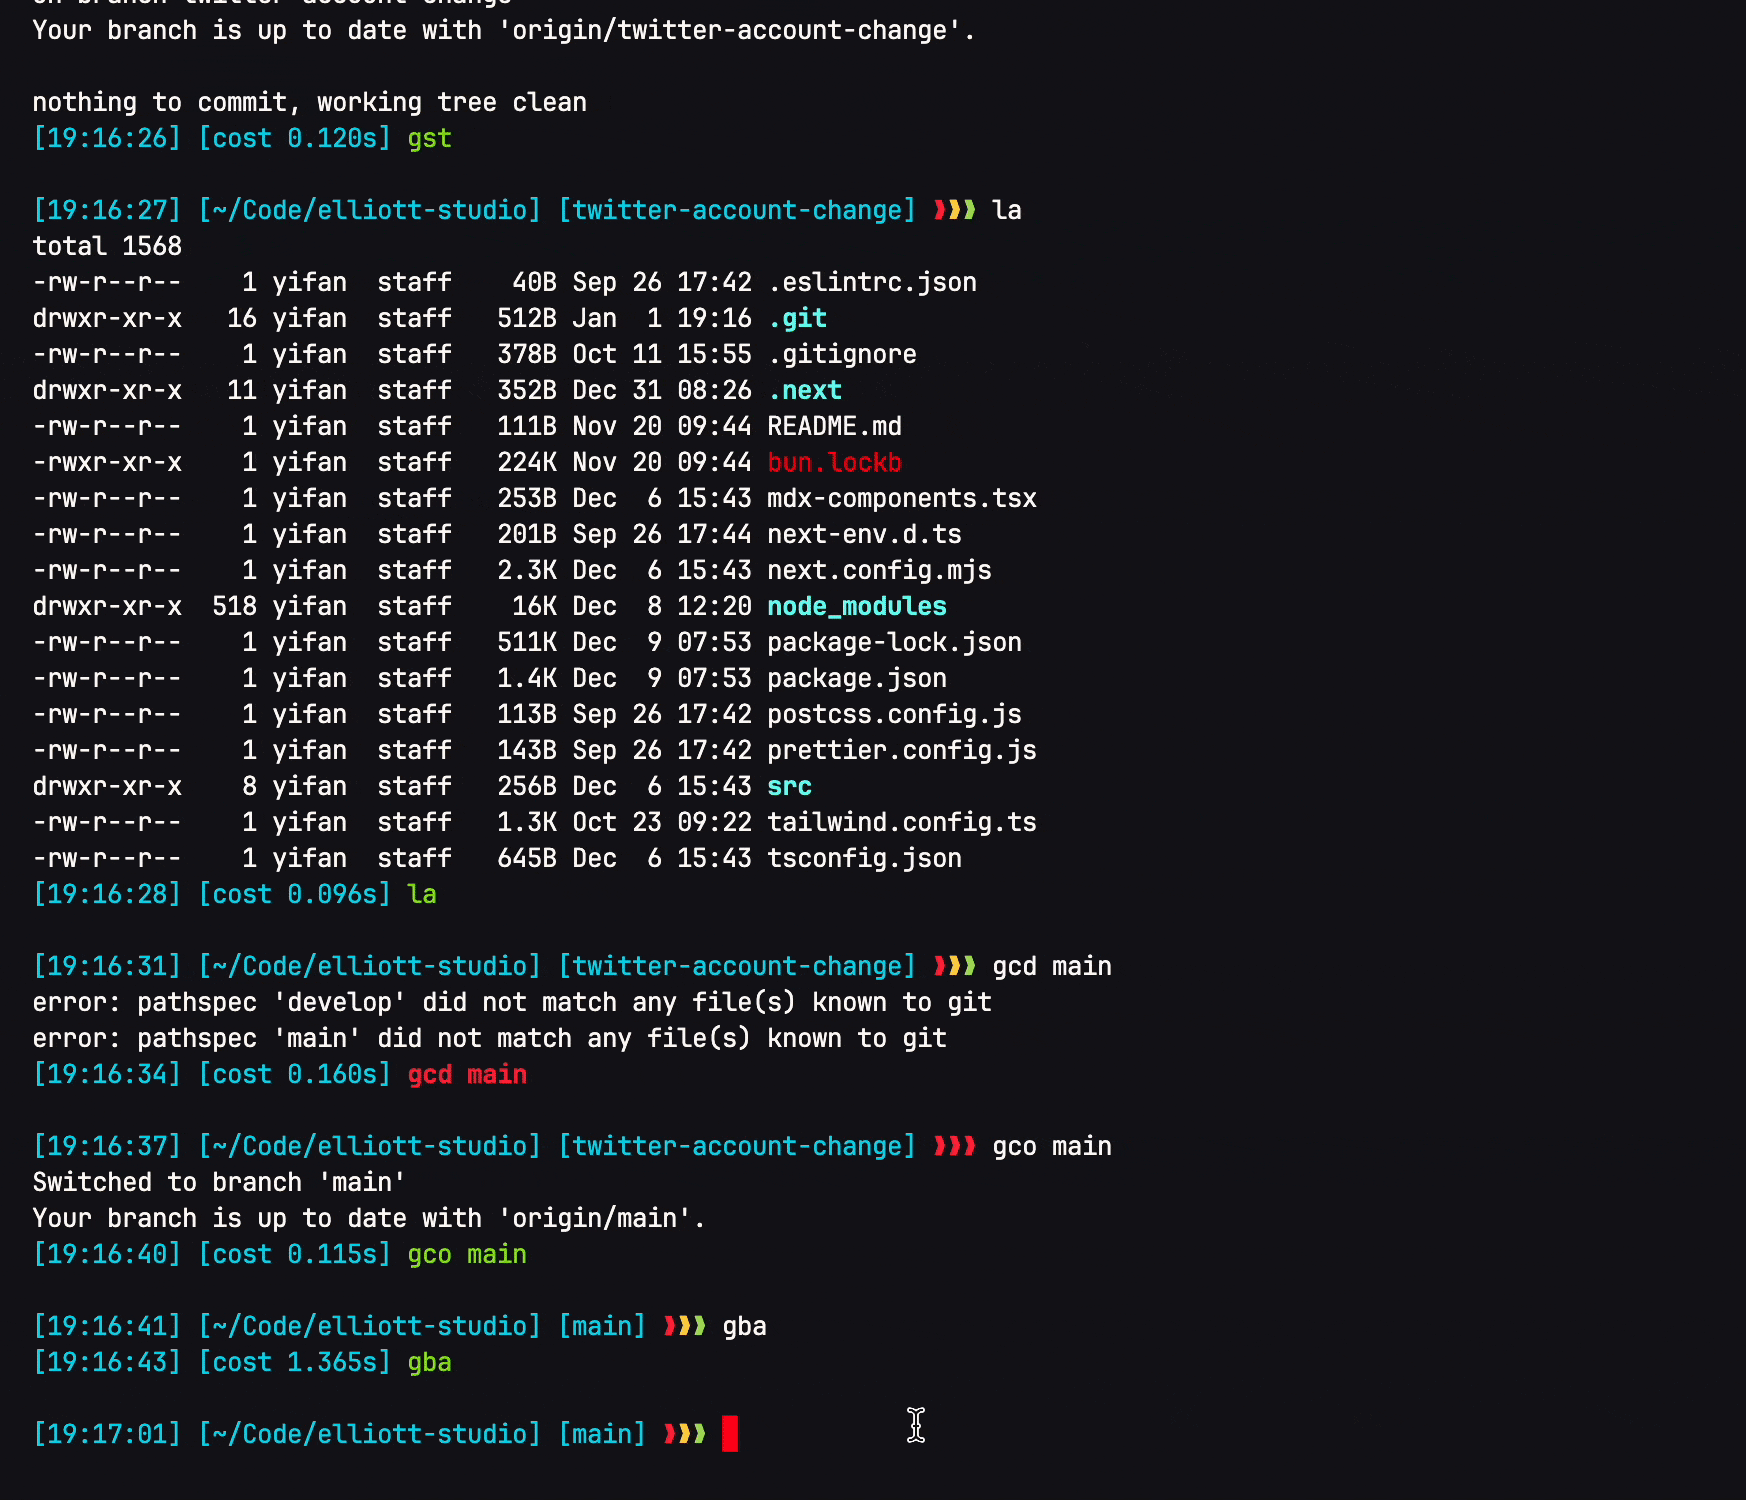 on branch twitter-account-change
Your branch is up to date with 'origin/twitter-account-change'.
nothing to commit, working tree clean
[19:16:26] [cost 0.120s] gst
[19:16:27] [~/Code/elliott-studio] [twitter-account-change] ❱❱❱ la
total 1568
-rw-r--r--    1 yifan  staff    40B Sep 26 17:42 .eslintrc.json
drwxr-xr-x   16 yifan  staff   512B Jan  1 19:16 .git
-rw-r--r--    1 yifan  staff   378B Oct 11 15:55 .gitignore
drwxr-xr-x   11 yifan  staff   352B Dec 31 08:26 .next
-rw-r--r--    1 yifan  staff   111B Nov 20 09:44 README.md
-rwxr-xr-x    1 yifan  staff   224K Nov 20 09:44 bun.lockb
-rw-r--r--    1 yifan  staff   253B Dec  6 15:43 mdx-components.tsx
-rw-r--r--    1 yifan  staff   201B Sep 26 17:44 next-env.d.ts
-rw-r--r--    1 yifan  staff   2.3K Dec  6 15:43 next.config.mjs
drwxr-xr-x  518 yifan  staff    16K Dec  8 12:20 node_modules
-rw-r--r--    1 yifan  staff   511K Dec  9 07:53 package-lock.json
-rw-r--r--    1 yifan  staff   1.4K Dec  9 07:53 package.json
-rw-r--r--    1 yifan  staff   113B Sep 26 17:42 postcss.config.js
-rw-r--r--    1 yifan  staff   143B Sep 26 17:42 prettier.config.js
drwxr-xr-x    8 yifan  staff   256B Dec  6 15:43 src
-rw-r--r--    1 yifan  staff   1.3K Oct 23 09:22 tailwind.config.ts
-rw-r--r--    1 yifan  staff   645B Dec  6 15:43 tsconfig.json
[19:16:28] [cost 0.096s] la
[19:16:31] [~/Code/elliott-studio] [twitter-account-change] ❱❱❱ gcd main
error: pathspec 'develop' did not match any file(s) known to git
error: pathspec 'main' did not match any file(s) known to git
[19:16:34] [cost 0.160s] gcd main
[19:16:37] [~/Code/elliott-studio] [twitter-account-change] ❱❱❱ gco main
Switched to branch 'main'
Your branch is up to date with 'origin/main'.
[19:16:40] [cost 0.115s] gco main
[19:16:41] [~/Code/elliott-studio] [main] ❱❱❱ gba
[19:16:43] [cost 1.365s] gba
[19:17:01] [~/Code/elliott-studio] [main] ❱❱❱